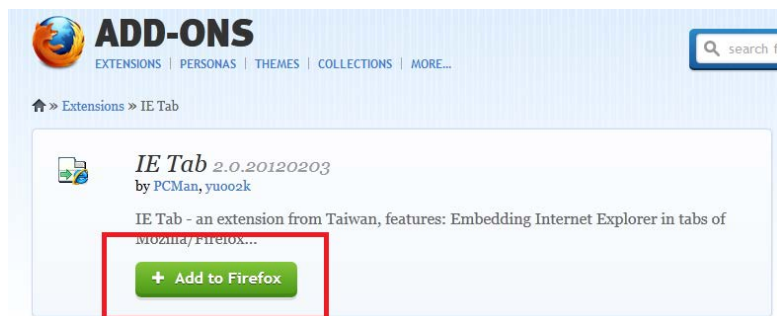 ADD-ONS
EXTENSIONS | PERSONAS | THEMES | COLLECTIONS | MORE...
search f
» Extensions » IE Tab
IE Tab 2.0.20120203
by PCMan, yuoo2k
IE Tab - an extension from Taiwan, features: Embedding Internet Explorer in tabs of
Mozilla/Firefox...
+ Add to Firefox